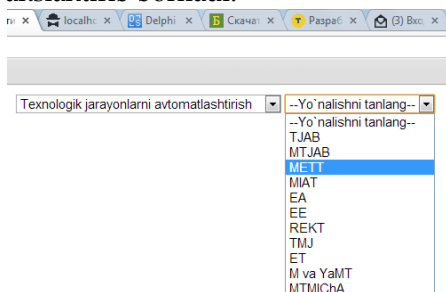 localho
Delphi
Скачат
Разраб
(3) Вхо
Texnologik jarayonlarni avtomatlashtirish
--Yo`nalishni tanlang--
--Yo`nalishni tanlang--
TJAB
MTJAB
METT
MIAT
EA
EE
REKT
TMJ
ET
M va YaMT
MTMIChA